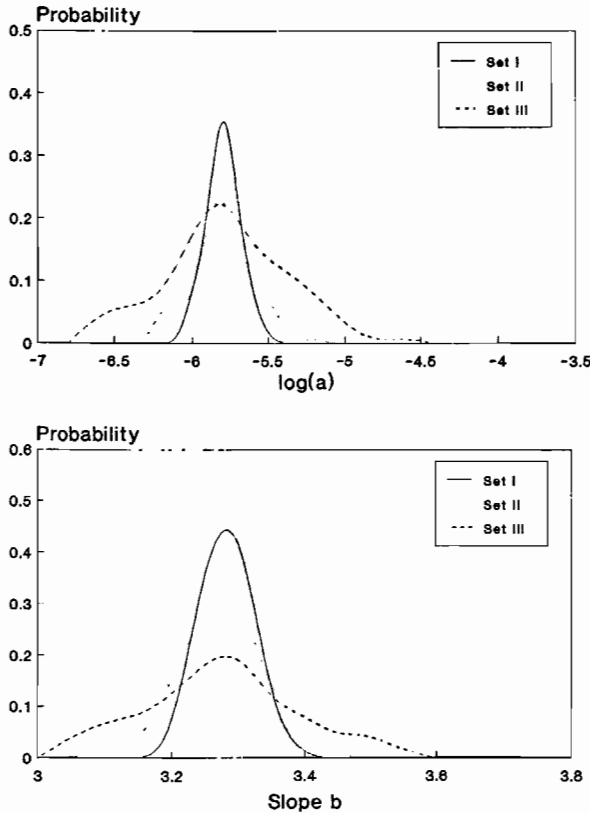 Probability
0.5
Set I
Set II
Set III
0.4
0.3
0.2
0.1
0
-7 -6.5 -6 -5.5 -5 -4.5 -4 -3.5
log(a)
Probability
0.6
Set I
Set II
Set III
0.5
0.4
0.3
0.2
0.1
0
3 3.2 3.4 3.6 3.8
Slope b